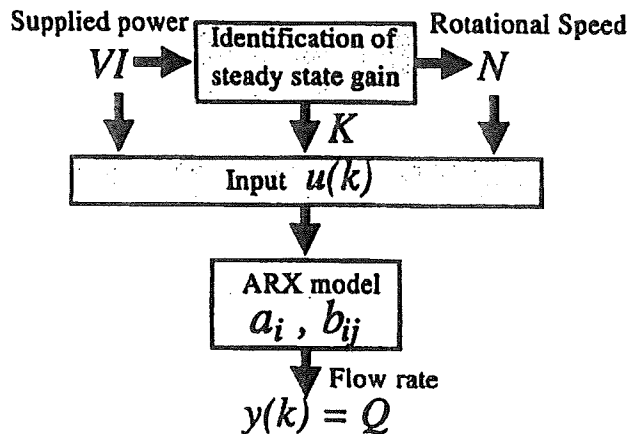 Supplied power
Identification of
steady state gain
Rotational Speed
VI
N
K
Input u(k)
ARX model
a_i , b_ij
Flow rate
y(k) = Q